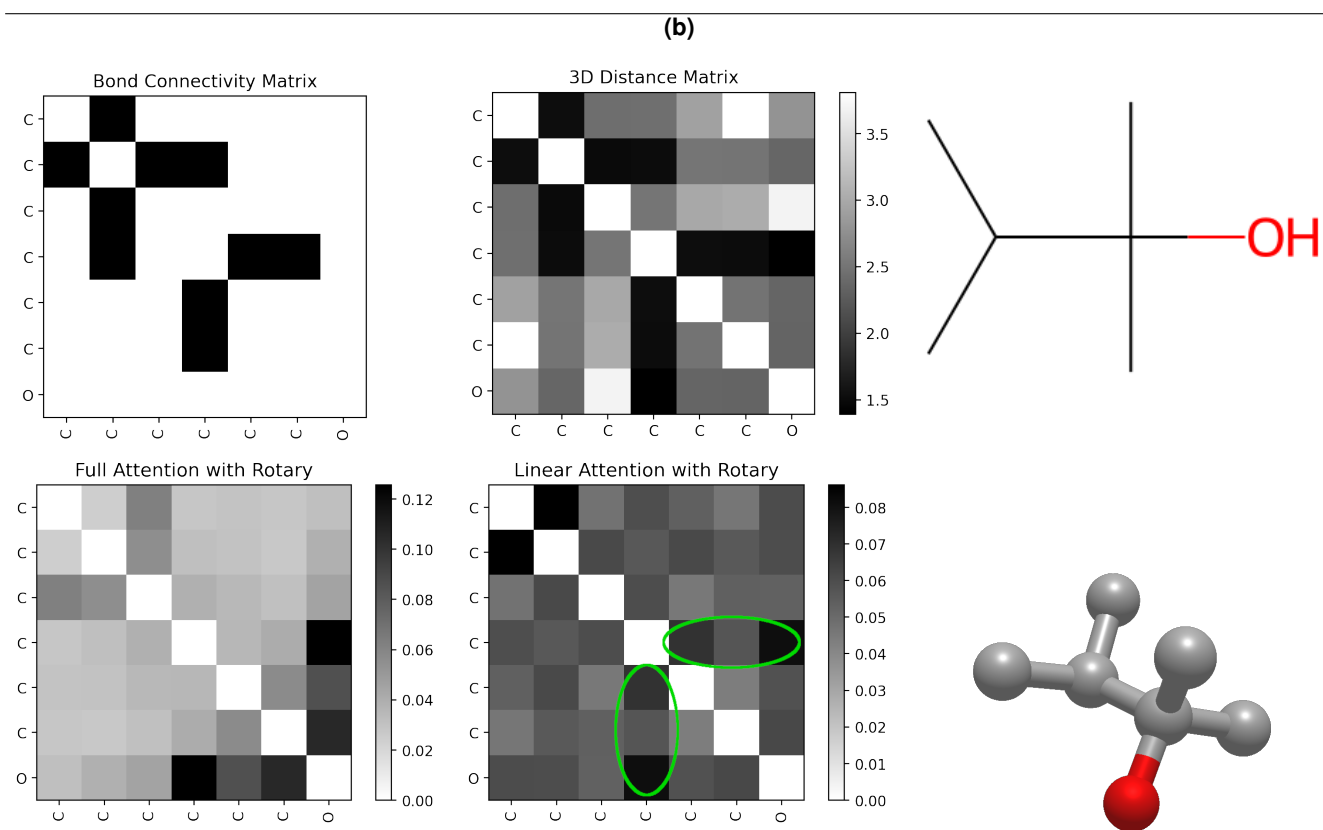 (b)
Bond Connectivity Matrix
C
C
C
C
C
C
O
C C C C C C O
3D Distance Matrix
C
C
C
C
C
C
O
C C C C C C O
3.5
3.0
2.5
2.0
1.5
OH
Full Attention with Rotary
C
C
C
C
C
C
O
C C C C C C O
0.12
0.10
0.08
0.06
0.04
0.02
0.00
Linear Attention with Rotary
C
C
C
C
C
C
O
C C C C C C O
0.08
0.07
0.06
0.05
0.04
0.03
0.02
0.01
0.00